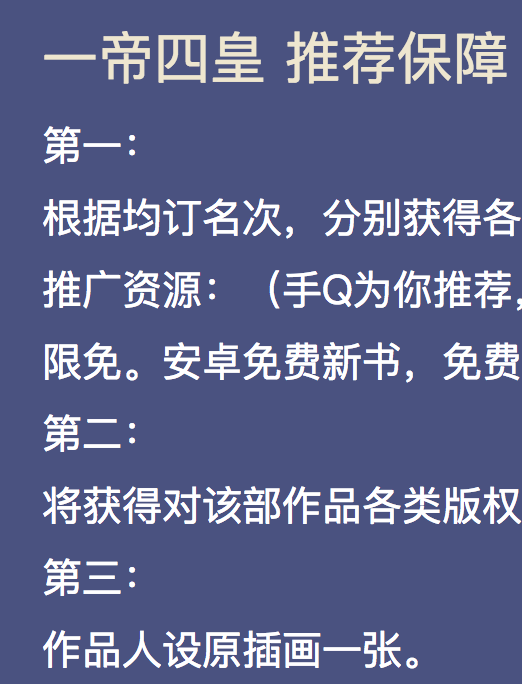 一帝四皇 推荐保障
第一：
根据均订名次，分别获得各
推广资源：（手Q为你推荐，
限免。安卓免费新书，免费
第二：
将获得对该部作品各类版权
第三：
作品人设原插画一张。